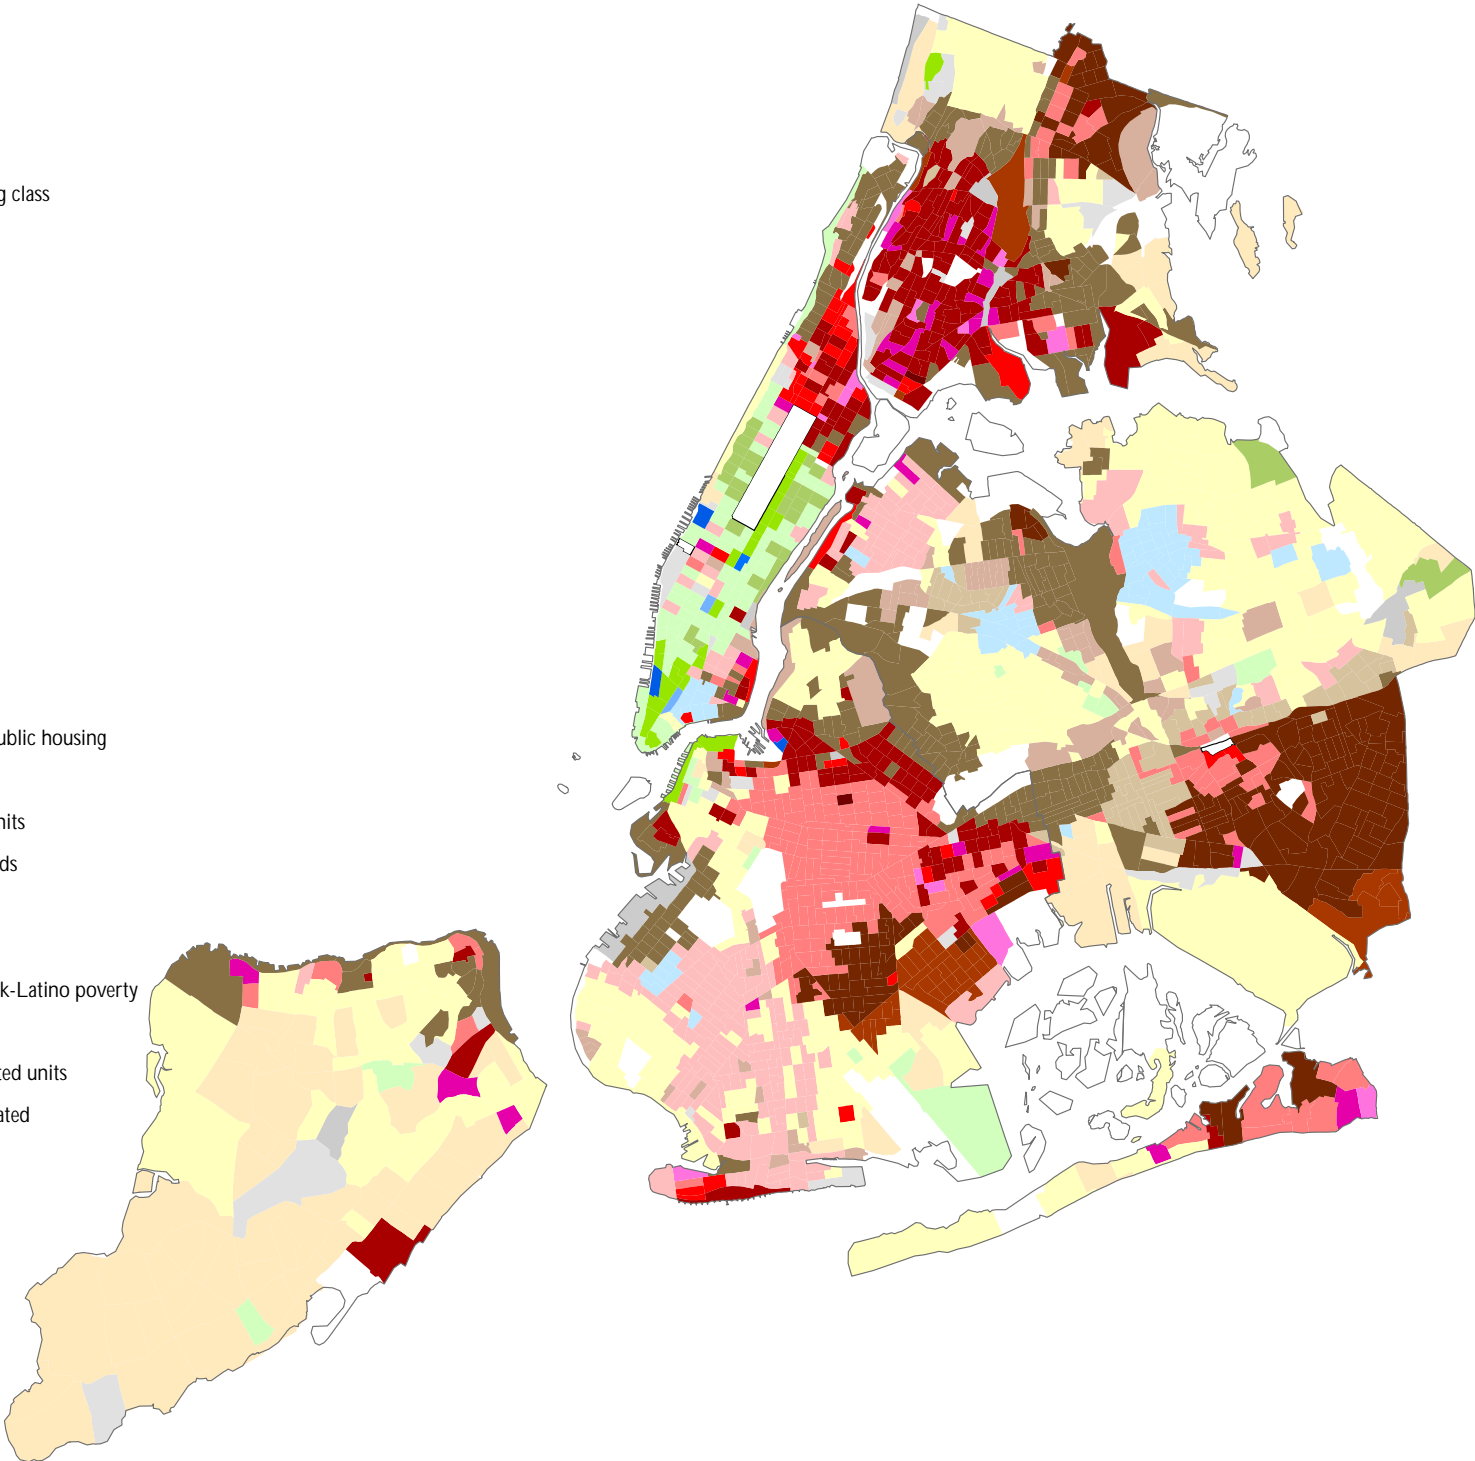 g class
ublic housing
nits
ds
k-Latino poverty
ted units
ated